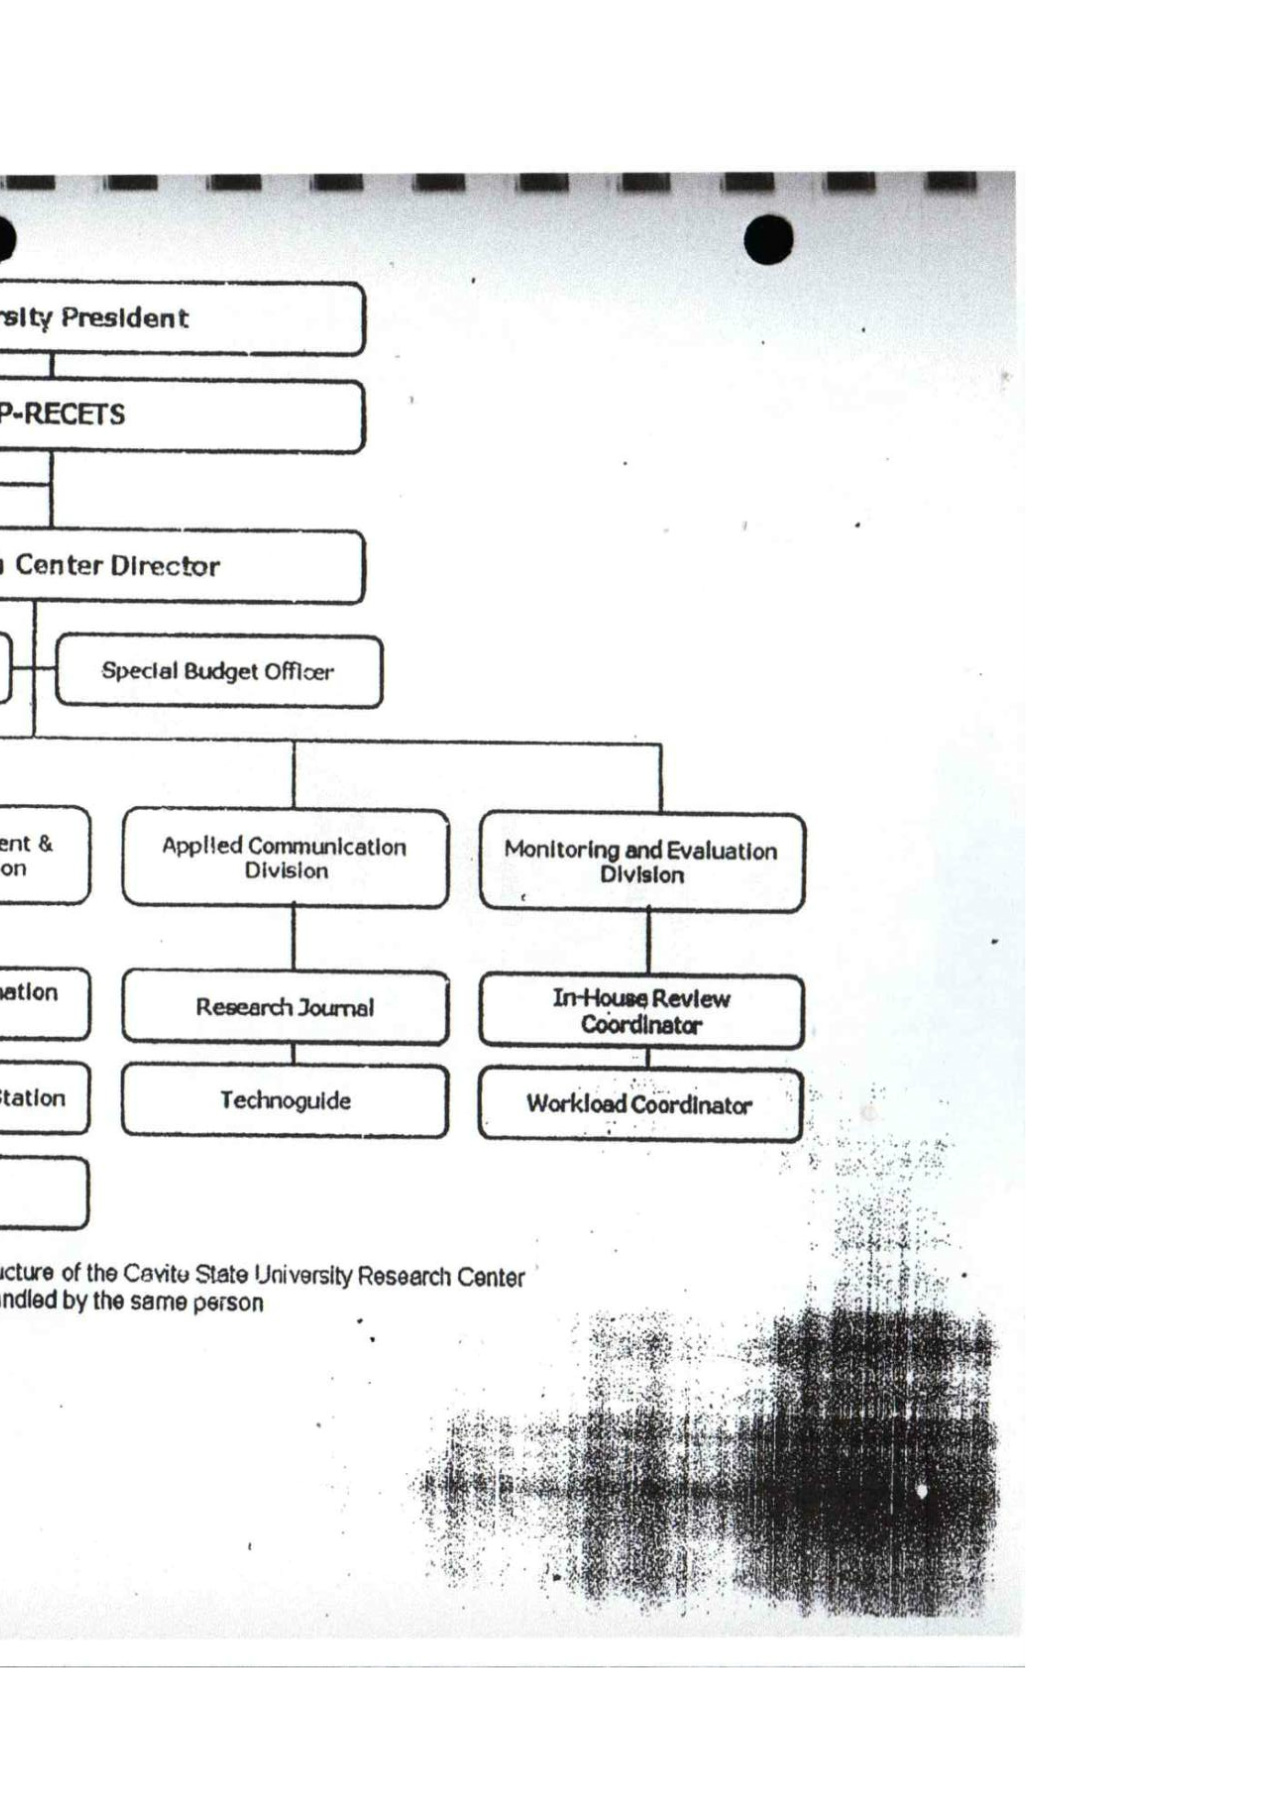 rsity President
P-RECETS
Center Director
Special Budget Officer
ent &
on
Applied Communication
Division
Monitoring and Evaluation
Division
ation
Research Journal
In-House Review
Coordinator
Station
Technoguide
Workload Coordinator
ucture of the Cavite State University Research Center
andled by the same person